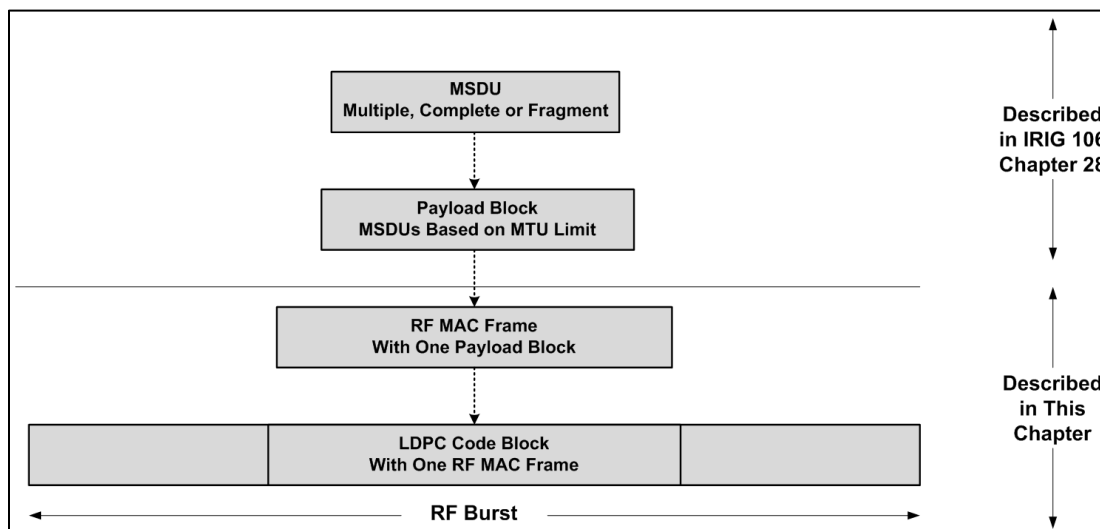 MSDU
Multiple, Complete or Fragment
Described
in IRIG 106
Chapter 28
Payload Block
MSDUs Based on MTU Limit
RF MAC Frame
With One Payload Block
Described
in This
Chapter
LDPC Code Block
With One RF MAC Frame
RF Burst